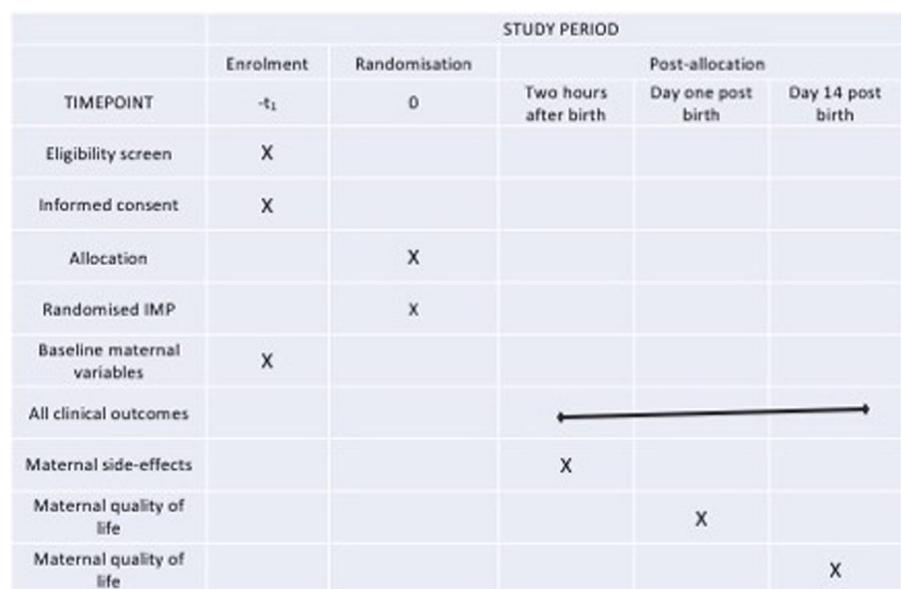 STUDY PERIOD
Enrolment Randomisation Post-allocation
TIMEPOINT -t₁ 0 Two hours after birth Day one post birth Day 14 post birth
Eligibility screen X
Informed consent X
Allocation X
Randomised IMP X
Baseline maternal variables X
All clinical outcomes
Maternal side-effects X
Maternal quality of life X
Maternal quality of life X